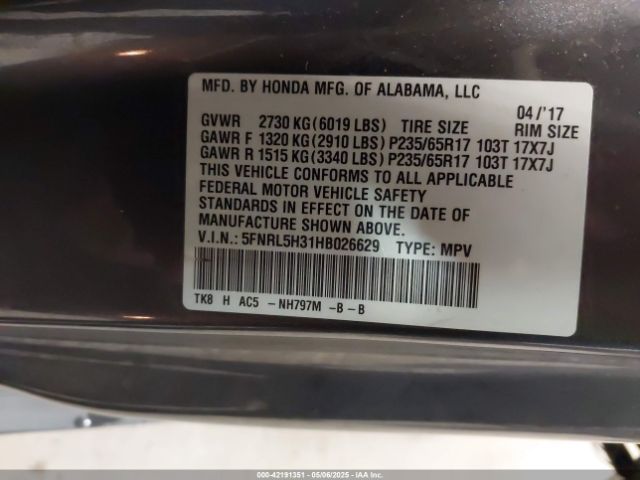 MFD. BY HONDA MFG. OF ALABAMA, LLC
04/'17
GVWR 2730 KG(6019 LBS) TIRE SIZE RIM SIZE
GAWR F 1320 KG(2910 LBS) P235/65R17 103T 17X7J
GAWR R 1515 KG(3340 LBS) P235/65R17 103T 17X7J
THIS VEHICLE CONFORMS TO ALL APPLICABLE
FEDERAL MOTOR VEHICLE SAFETY
STANDARDS IN EFFECT ON THE DATE OF
MANUFACTURE SHOWN ABOVE.
V.I.N.: 5FNRL5H31HB026629 TYPE: MPV
TK8 H AC5 - NH797M - B - B
000-42191351 | 05/06/2025 | IAAI.com